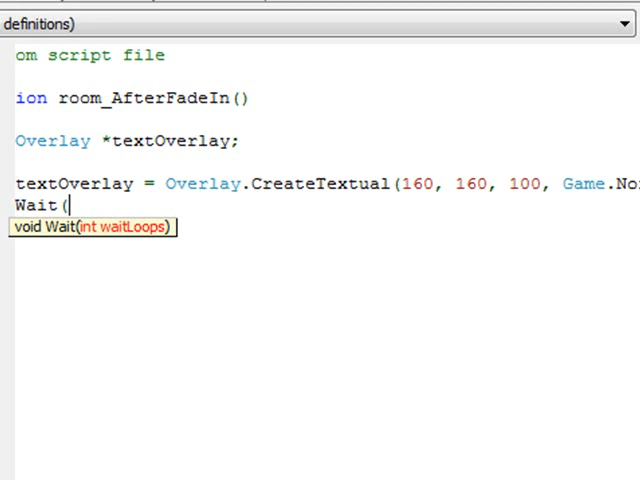 definitions)
om script file
ion room_AfterFadeIn()
Overlay *textOverlay;
textOverlay = Overlay.CreateTextual(160, 160, 100, Game.No
Wait(
void Wait(int waitLoops)